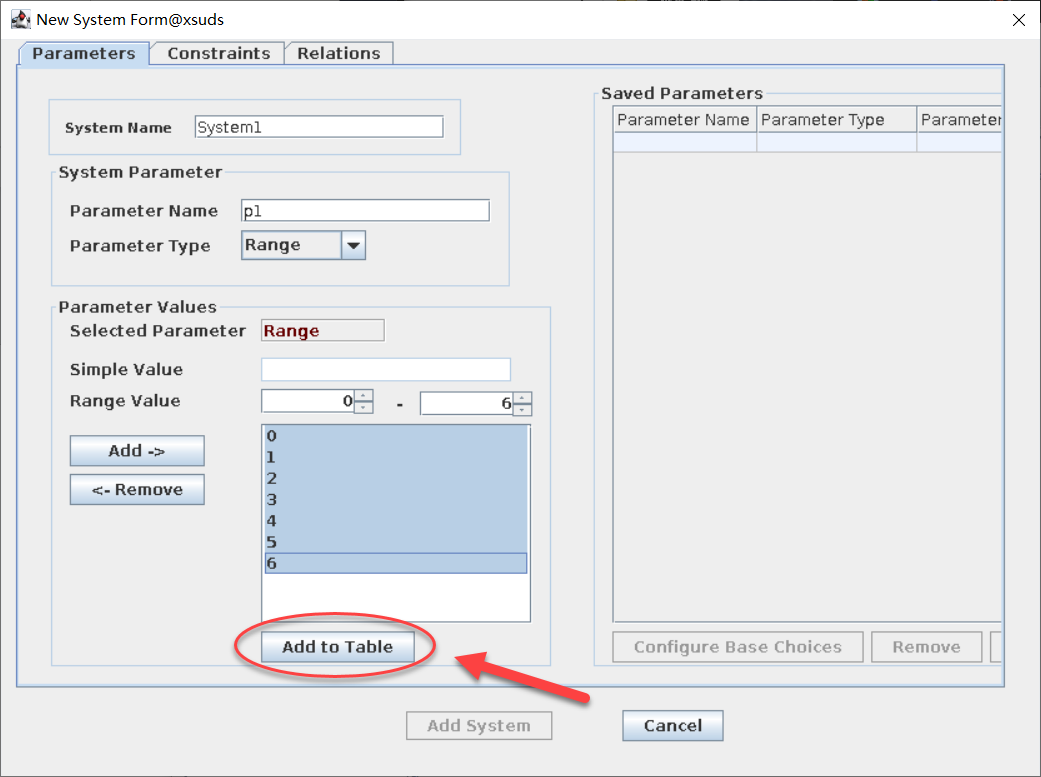 New System Form@xsuds
Parameters Constraints Relations
System Name System1
System Parameter
Parameter Name p1
Parameter Type Range
Parameter Values
Selected Parameter Range
Simple Value
Range Value 0 - 6
Add ->
<- Remove
0
1
2
3
4
5
6
Add to Table
Saved Parameters
Parameter Name Parameter Type Parameter
Configure Base Choices Remove
Add System Cancel